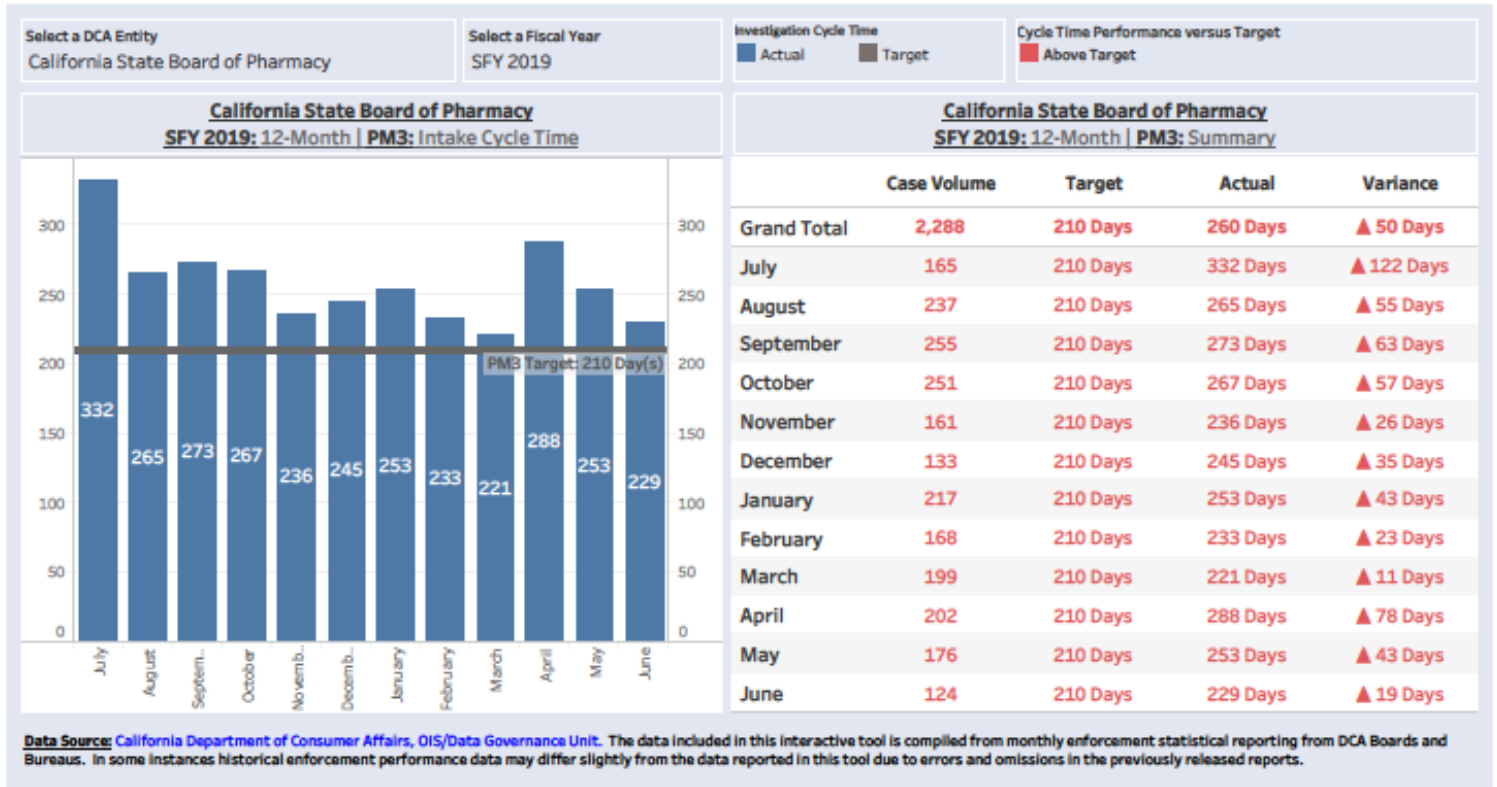 Select a DCA Entity
California State Board of Pharmacy
Select a Fiscal Year
SFY 2019
Investigation Cycle Time
Actual
Target
Cycle Time Performance versus Target
Above Target
California State Board of Pharmacy
SFY 2019: 12-Month | PM3: Intake Cycle Time
300
250
200
150
100
50
0
300
250
200
150
100
50
0
PM3 Target: 210 Day(s)
332
265
273
267
236
245
253
233
221
288
253
229
July
August
Septem..
October
Novemb..
Decemb..
January
February
March
April
May
June
California State Board of Pharmacy
SFY 2019: 12-Month | PM3: Summary
Case Volume Target Actual Variance
Grand Total 2,288 210 Days 260 Days ▲ 50 Days
July 165 210 Days 332 Days ▲ 122 Days
August 237 210 Days 265 Days ▲ 55 Days
September 255 210 Days 273 Days ▲ 63 Days
October 251 210 Days 267 Days ▲ 57 Days
November 161 210 Days 236 Days ▲ 26 Days
December 133 210 Days 245 Days ▲ 35 Days
January 217 210 Days 253 Days ▲ 43 Days
February 168 210 Days 233 Days ▲ 23 Days
March 199 210 Days 221 Days ▲ 11 Days
April 202 210 Days 288 Days ▲ 78 Days
May 176 210 Days 253 Days ▲ 43 Days
June 124 210 Days 229 Days ▲ 19 Days
Data Source: California Department of Consumer Affairs, OIS/Data Governance Unit. The data included in this interactive tool is compiled from monthly enforcement statistical reporting from DCA Boards and
Bureaus. In some instances historical enforcement performance data may differ slightly from the data reported in this tool due to errors and omissions in the previously released reports.